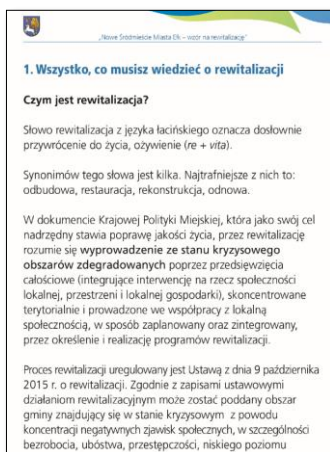 „Nowe Śródmieście Miasta Ełk – wzór na rewitalizację”
1. Wszystko, co musisz wiedzieć o rewitalizacji
Czym jest rewitalizacja?
Słowo rewitalizacja z języka łacińskiego oznacza dosłownie
przywrócenie do życia, ożywienie (re + vita).
Synonimów tego słowa jest kilka. Najtrafniejsze z nich to:
odbudowa, restauracja, rekonstrukcja, odnowa.
W dokumencie Krajowej Polityki Miejskiej, która jako swój cel
nadrzędny stawia poprawę jakości życia, przez rewitalizację
rozumie się wyprowadzenie ze stanu kryzysowego
obszarów zdegradowanych poprzez przedsięwzięcia
całościowe (integrujące interwencję na rzecz społeczności
lokalnej, przestrzeni i lokalnej gospodarki), skoncentrowane
terytorialnie i prowadzone we współpracy z lokalną
społecznością, w sposób zaplanowany oraz zintegrowany,
przez określenie i realizację programów rewitalizacji.
Proces rewitalizacji uregulowany jest Ustawą z dnia 9 października
2015 r. o rewitalizacji. Zgodnie z zapisami ustawowymi
działaniom rewitalizacyjnym może zostać poddany obszar
gminy znajdujący się w stanie kryzysowym z powodu
koncentracji negatywnych zjawisk społecznych, w szczególności
bezrobocia, ubóstwa, przestępczości, niskiego poziomu